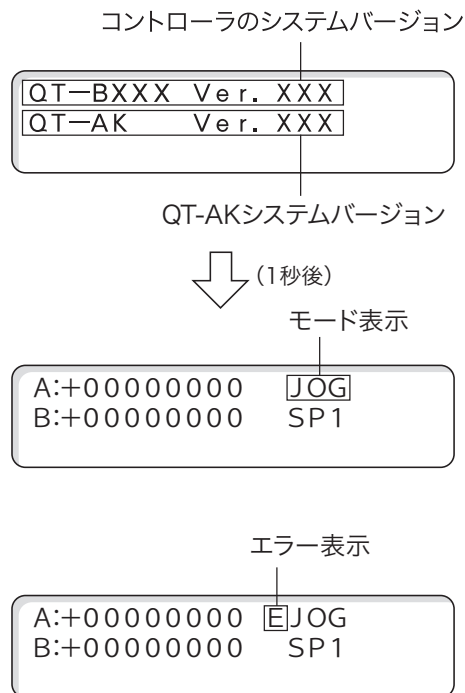 コントローラのシステムバージョン
QT-BXXX Ver. XXX
QT-AK Ver. XXX
QT-AKシステムバージョン
(1秒後)
モード表示
A:+00000000 JOG
B:+00000000 SP1
エラー表示
A:+00000000 EJOG
B:+00000000 SP1